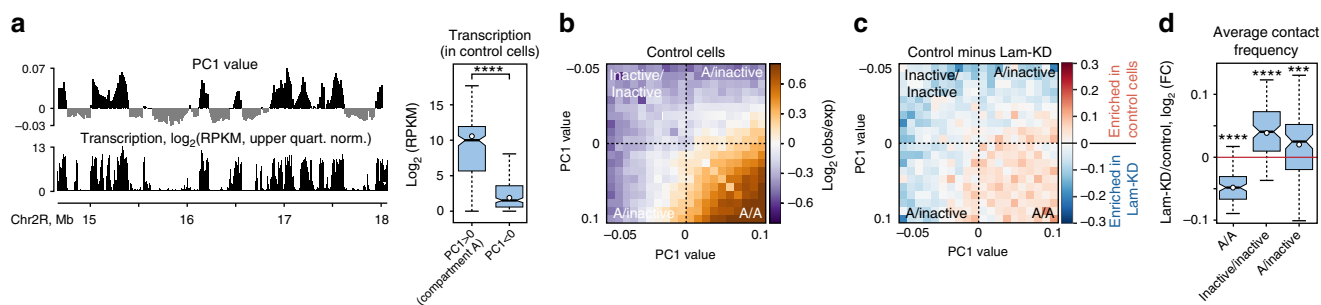 a
PC1 value
0.07
0
−0.03
Transcription, log2(RPKM, upper quart. norm.)
13
0
Chr2R, Mb 15 16 17 18
Transcription
(in control cells)
****
Log2 (RPKM)
15
10
5
0
PC1>0
(compartment A)
PC1<0
b
Control cells
−0.05
0
0.1
PC1 value
Inactive/
Inactive
A/inactive
A/inactive
A/A
−0.05 0 0.1
PC1 value
0.6
0.4
0.2
0
−0.2
−0.4
−0.6
Log2(obs/exp)
c
Control minus Lam-KD
−0.05
0
0.1
PC1 value
Inactive/
Inactive
A/inactive
A/inactive
A/A
−0.05 0 0.1
PC1 value
0.3
0.2
0.1
0
−0.1
−0.2
−0.3
Enriched in
control cells
Enriched in
Lam-KD
d
Average contact
frequency
Lam-KD/control, log2 (FC)
0.1
0
−0.1
****
****
***
A/A
Inactive/inactive
A/inactive